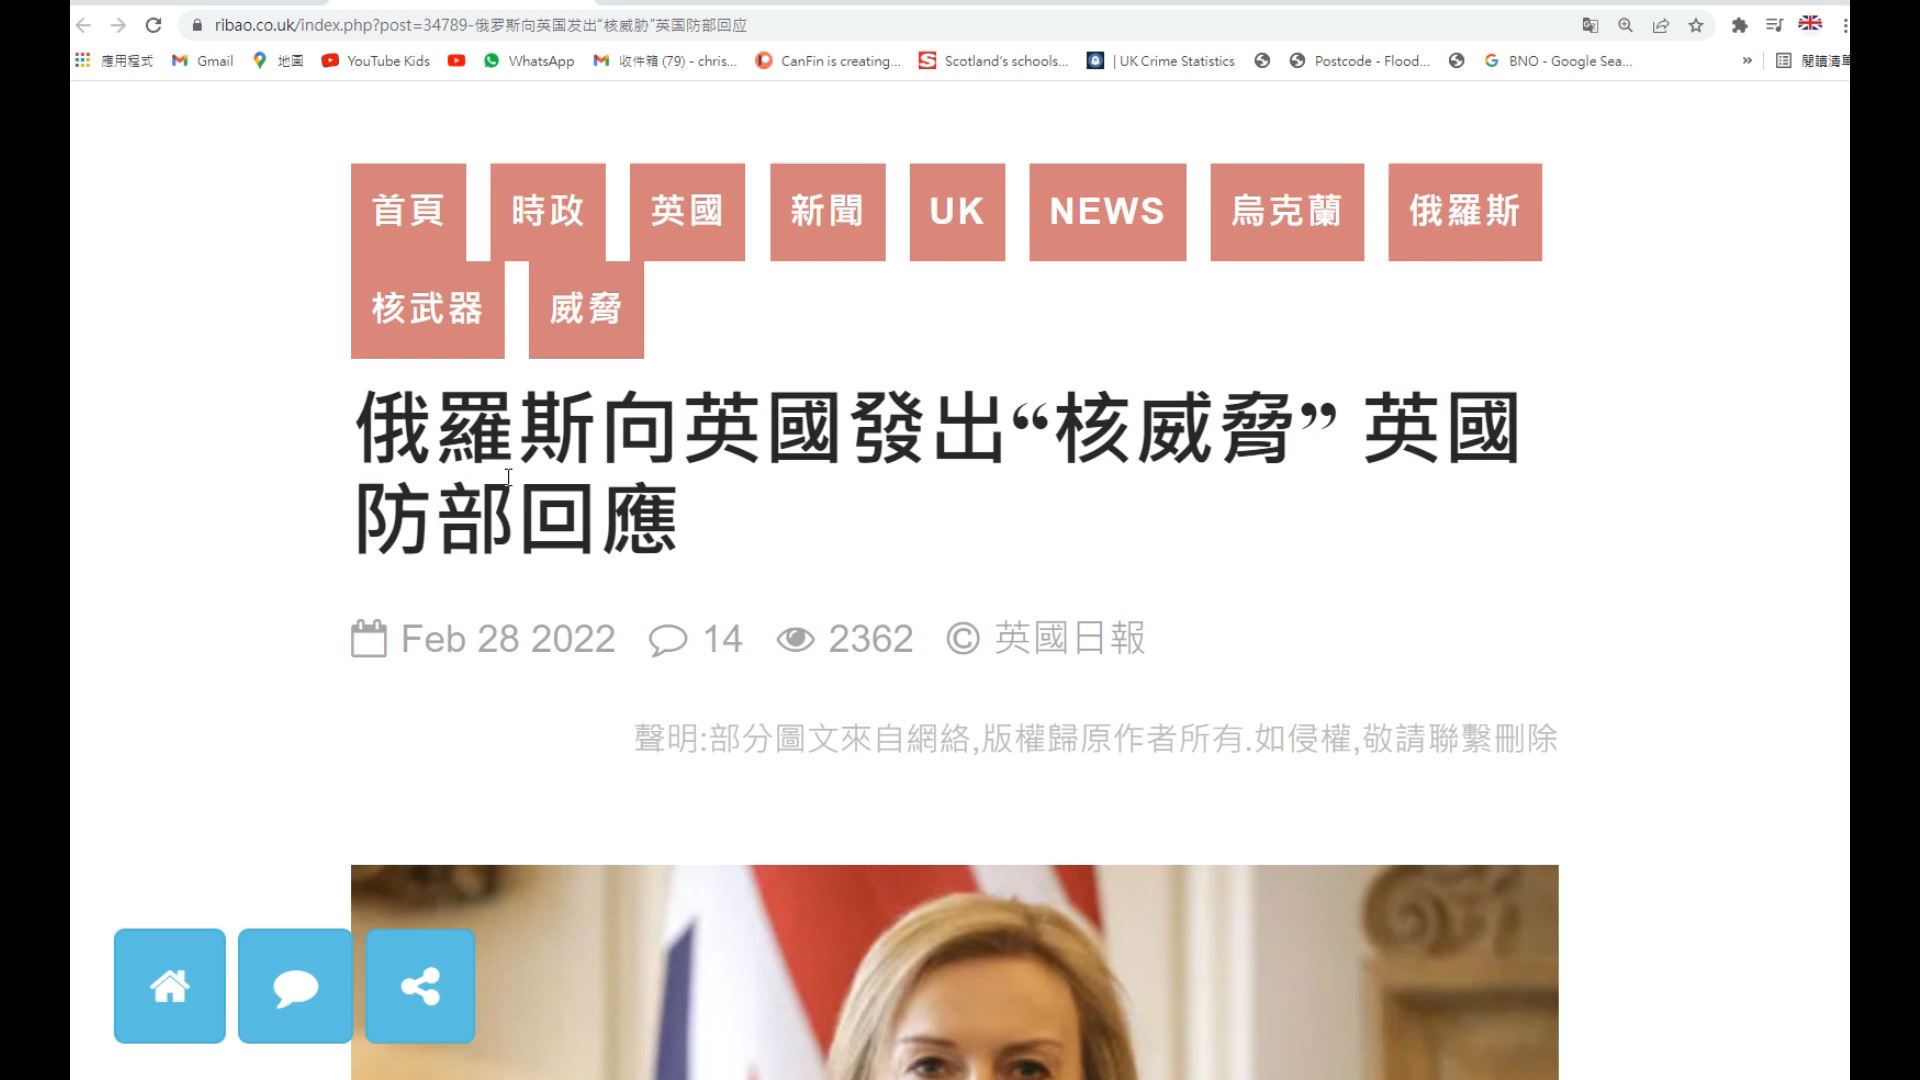 ribao.co.uk/index.php?post=34789-俄罗斯向英国发出“核威胁”英国防部回应
應用程式 Gmail 地圖 YouTube Kids WhatsApp 收件箱 (79) - chris... CanFin is creating... Scotland's schools... | UK Crime Statistics Postcode - Flood... BNO - Google Sea... » 閱讀清單
首頁 時政 英國 新聞 UK NEWS 烏克蘭 俄羅斯
核武器 威脅
俄羅斯向英國發出“核威脅” 英國
防部回應
Feb 28 2022 14 2362 © 英國日報
聲明:部分圖文來自網絡,版權歸原作者所有.如侵權,敬請聯繫刪除